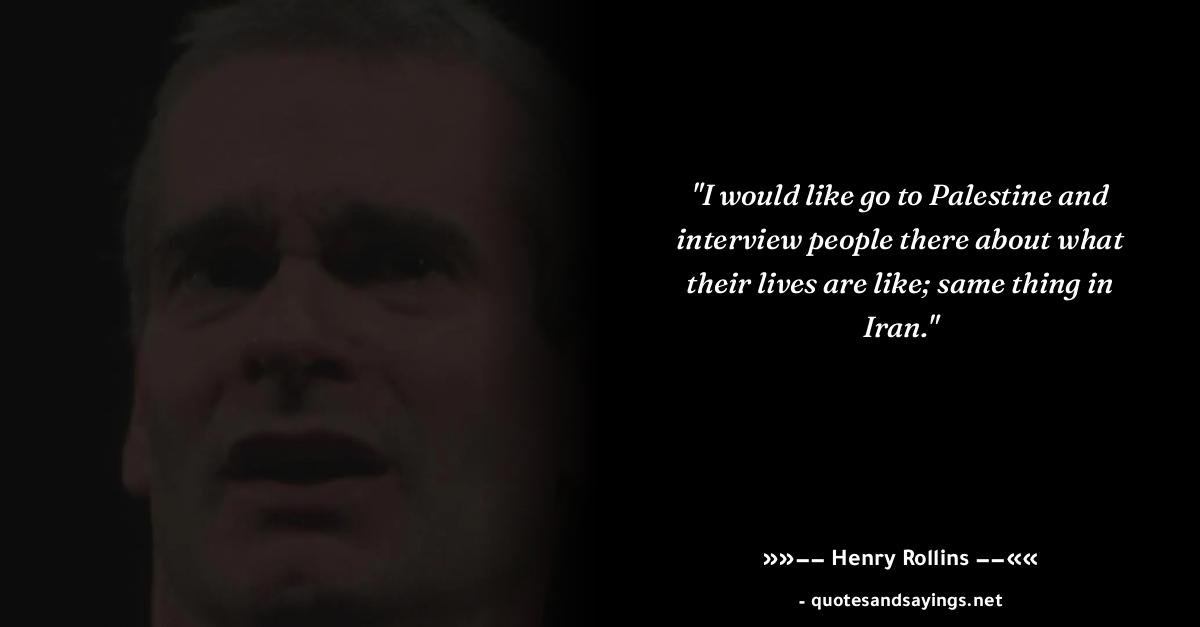 "I would like go to Palestine and
interview people there about what
their lives are like; same thing in
Iran."
»»−− Henry Rollins −−««
- quotesandsayings.net